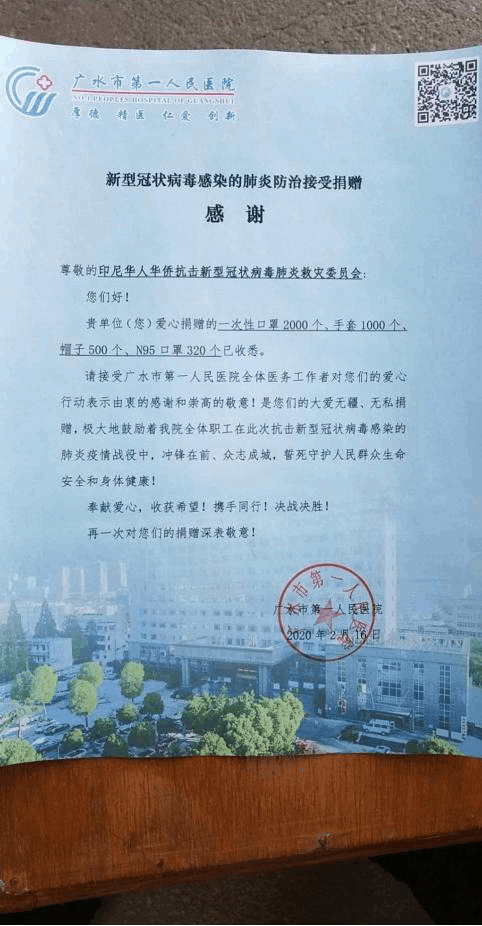 广水市第一人民医院
NO.1 PEOPLES HOSPITAL OF GUANGSHUI
厚德 精医 仁爱 创新
新型冠状病毒感染的肺炎防治接受捐赠
感 谢
尊敬的印尼华人华侨抗击新型冠状病毒肺炎救灾委员会:
您们好!
贵单位(您)爱心捐赠的一次性口罩2000个、手套1000个、
帽子500个、N95口罩320个已收悉。
请接受广水市第一人民医院全体医务工作者对您们的爱心
行动表示由衷的感谢和崇高的敬意!是您们的大爱无疆、无私捐
赠,极大地鼓励着我院全体职工在此次抗击新型冠状病毒感染的
肺炎疫情战役中,冲锋在前、众志成城,誓死守护人民群众生命
安全和身体健康!
奉献爱心,收获希望!携手同行!决战决胜!
再一次对您们的捐赠深表敬意!
广水市第一人民医院
广水市第一人民医院
2020年2月16日